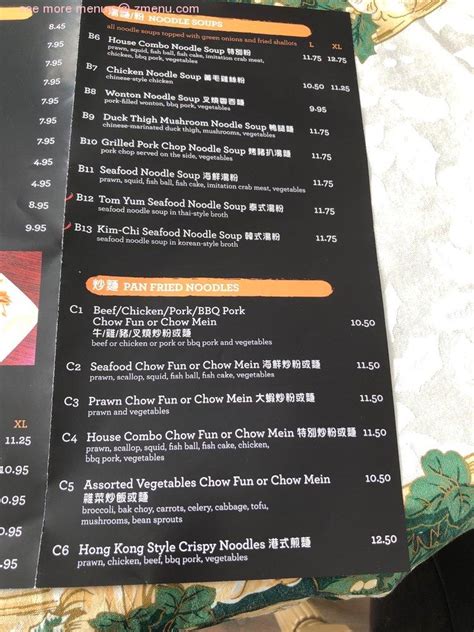 see more menus@ zmenu.com
湯麵/粉 NOODLE SOUPS
all noodle soups topped with green onions and fried shallots L XL
B6 House Combo Noodle Soup 特別粉 11.75 12.75
prawn, squid, fish ball, fish cake, imitation crab meat,
chicken, bbq pork, vegetables
B7 Chicken Noodle Soup 雞絲粉 10.50 11.25
chinese-style chicken
B8 Wonton Noodle Soup 叉燒雲吞麵 9.95
pork-filled wonton, bbq pork, vegetables
B9 Duck Thigh Mushroom Noodle Soup 鴨腿麵 11.75
chinese-marinated duck thigh, mushrooms, vegetables
B10 Grilled Pork Chop Noodle Soup 烤豬扒湯麵 11.75
pork chop served on the side, vegetables
B11 Seafood Noodle Soup 海鮮湯粉 11.75
prawn, squid, fish ball, fish cake, imitation crab meat, vegetables
B12 Tom Yum Seafood Noodle Soup 泰式湯粉 11.75
seafood noodle soup in thai-style broth
B13 Kim-Chi Seafood Noodle Soup 韓式湯粉 11.75
seafood noodle soup in korean-style broth
炒麵 PAN FRIED NOODLES
C1 Beef/Chicken/Pork/BBQ Pork
Chow Fun or Chow Mein 10.50
牛/雞/豬/叉燒炒粉或麵
beef or chicken or pork or bbq pork and vegetables
C2 Seafood Chow Fun or Chow Mein 海鮮炒粉或麵 11.50
prawn, scallop, squid, fish ball, fish cake, vegetables
C3 Prawn Chow Fun or Chow Mein 大蝦炒粉或麵 11.50
prawn and vegetables
C4 House Combo Chow Fun or Chow Mein 特別炒粉或麵 11.50
prawn, scallop, squid, fish ball, fish cake, chicken,
bbq pork, vegetables
C5 Assorted Vegetables Chow Fun or Chow Mein 10.50
雜菜炒飯或麵
broccoli, bak choy, carrots, celery, cabbage, tofu,
mushrooms, bean sprouts
C6 Hong Kong Style Crispy Noodles 港式煎麵 12.50
prawn, chicken, beef, bbq pork, vegetables
8.45
7.95
7.95
7.95
7.95
7.95
4.95
7.95
9.95
9.95
XL
11.25
10.95
10.95
10.95